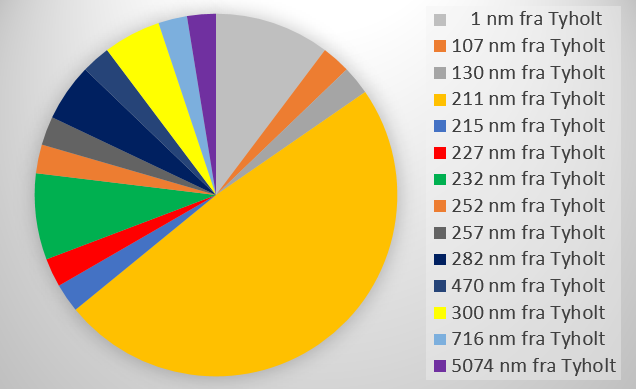 1 nm fra Tyholt
107 nm fra Tyholt
130 nm fra Tyholt
211 nm fra Tyholt
215 nm fra Tyholt
227 nm fra Tyholt
232 nm fra Tyholt
252 nm fra Tyholt
257 nm fra Tyholt
282 nm fra Tyholt
470 nm fra Tyholt
300 nm fra Tyholt
716 nm fra Tyholt
5074 nm fra Tyholt